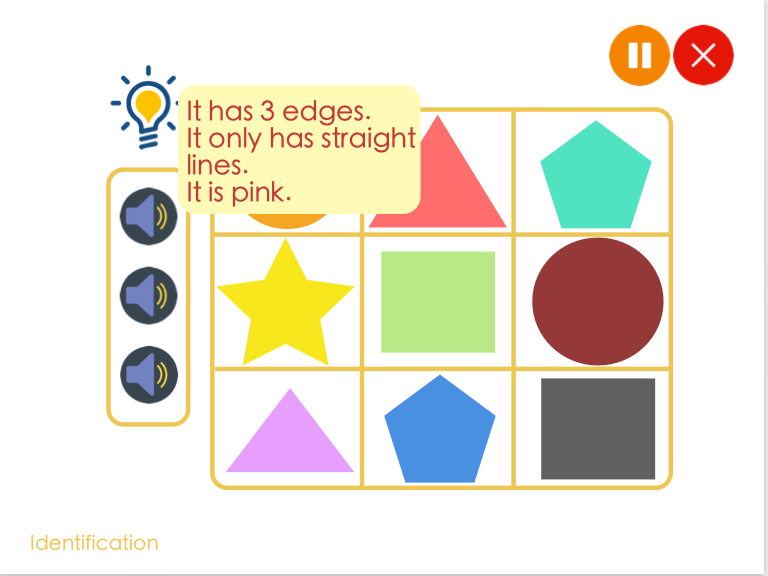 It has 3 edges.
It only has straight
lines.
It is pink.
Identification